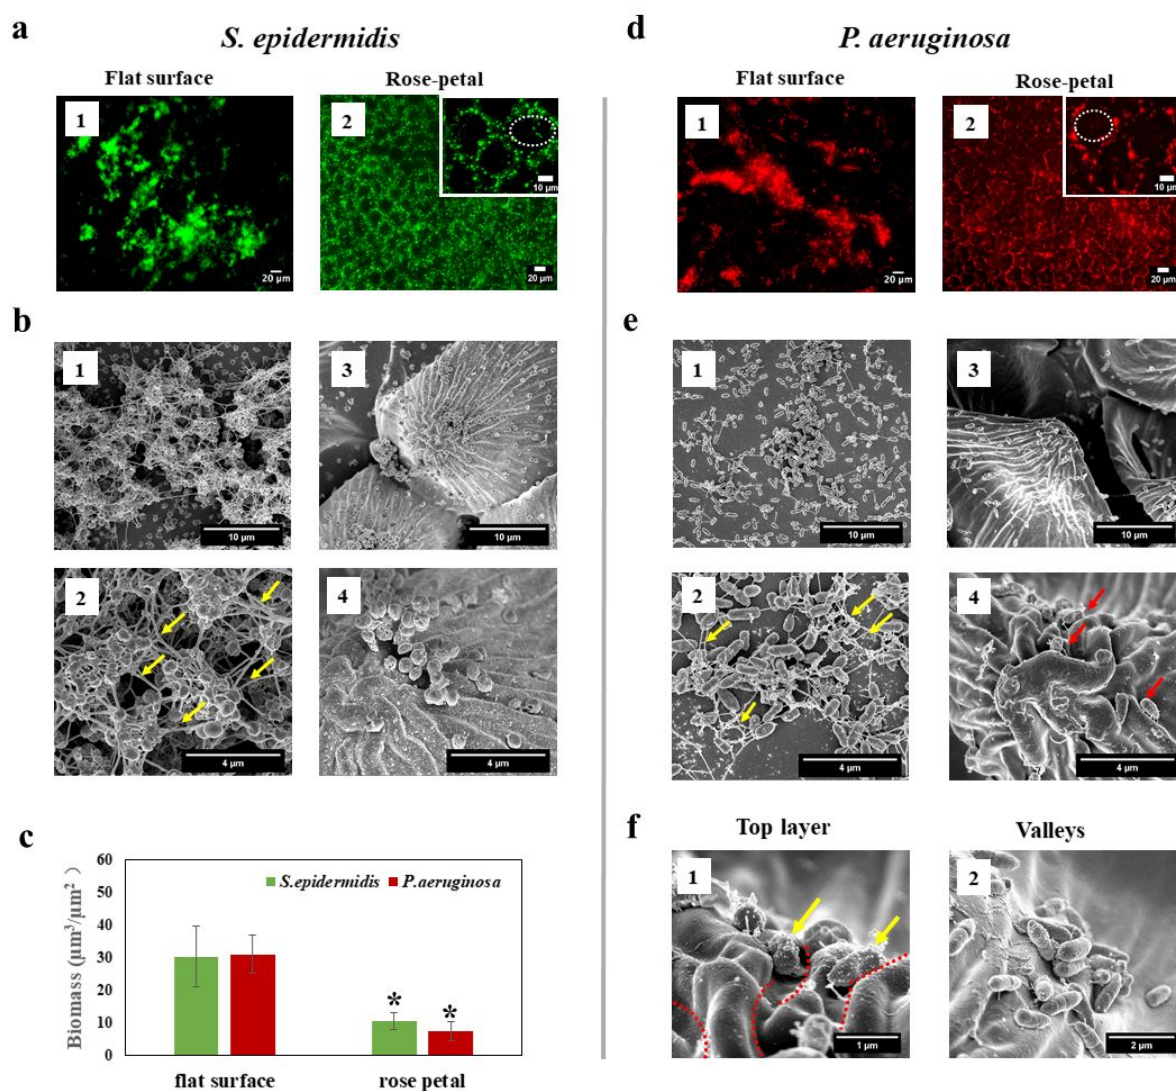 a
S. epidermidis
Flat surface
Rose-petal
1
2
10 µm
20 µm
20 µm
b
1
3
10 µm
10 µm
2
4
4 µm
4 µm
c
60
50
40
30
20
10
0
Biomass (µm³/µm²)
S.epidermidis
P.aeruginosa
*
*
flat surface
rose petal
d
P. aeruginosa
Flat surface
Rose-petal
1
2
10 µm
20 µm
20 µm
e
1
3
10 µm
10 µm
2
4
4 µm
4 µm
f
Top layer
Valleys
1
2
1 µm
2 µm